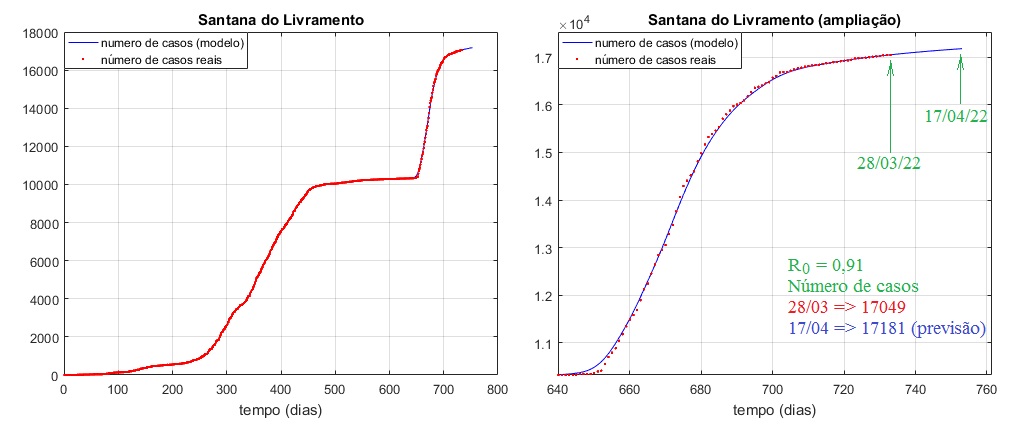 Santana do Livramento
numero de casos (modelo)
número de casos reais
18000
16000
14000
12000
10000
8000
6000
4000
2000
0
0 100 200 300 400 500 600 700 800
tempo (dias)
Santana do Livramento (ampliação)
×10⁴
numero de casos (modelo)
número de casos reais
1.7
1.6
1.5
1.4
1.3
1.2
1.1
17/04/22
28/03/22
R₀ = 0,91
Número de casos
28/03 => 17049
17/04 => 17181 (previsão)
640 660 680 700 720 740 760
tempo (dias)